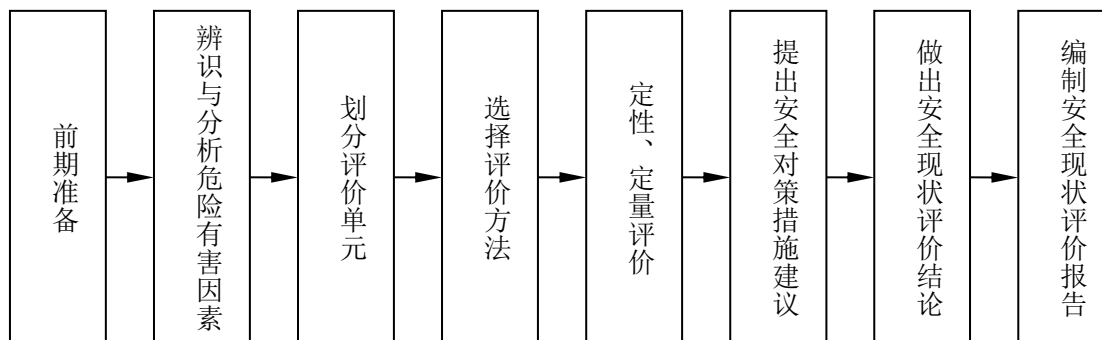 前期准备
辨识与分析危险有害因素
划分评价单元
选择评价方法
定性、定量评价
提出安全对策措施建议
做出安全现状评价结论
编制安全现状评价报告